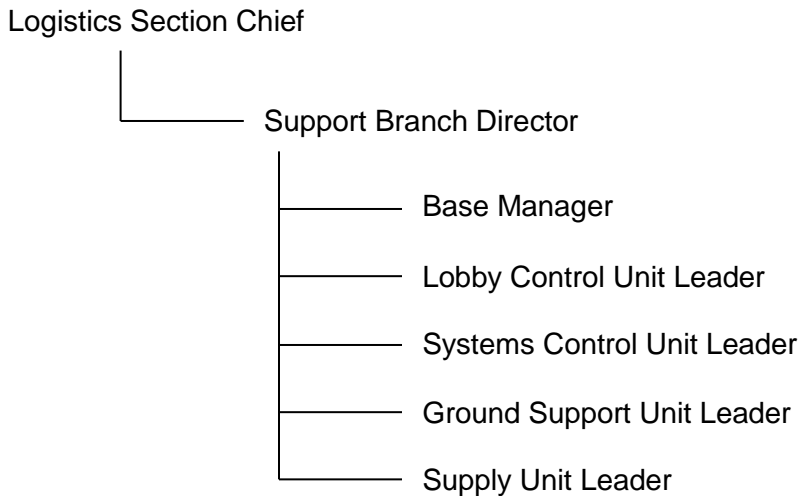 Logistics Section Chief
Support Branch Director
Base Manager
Lobby Control Unit Leader
Systems Control Unit Leader
Ground Support Unit Leader
Supply Unit Leader